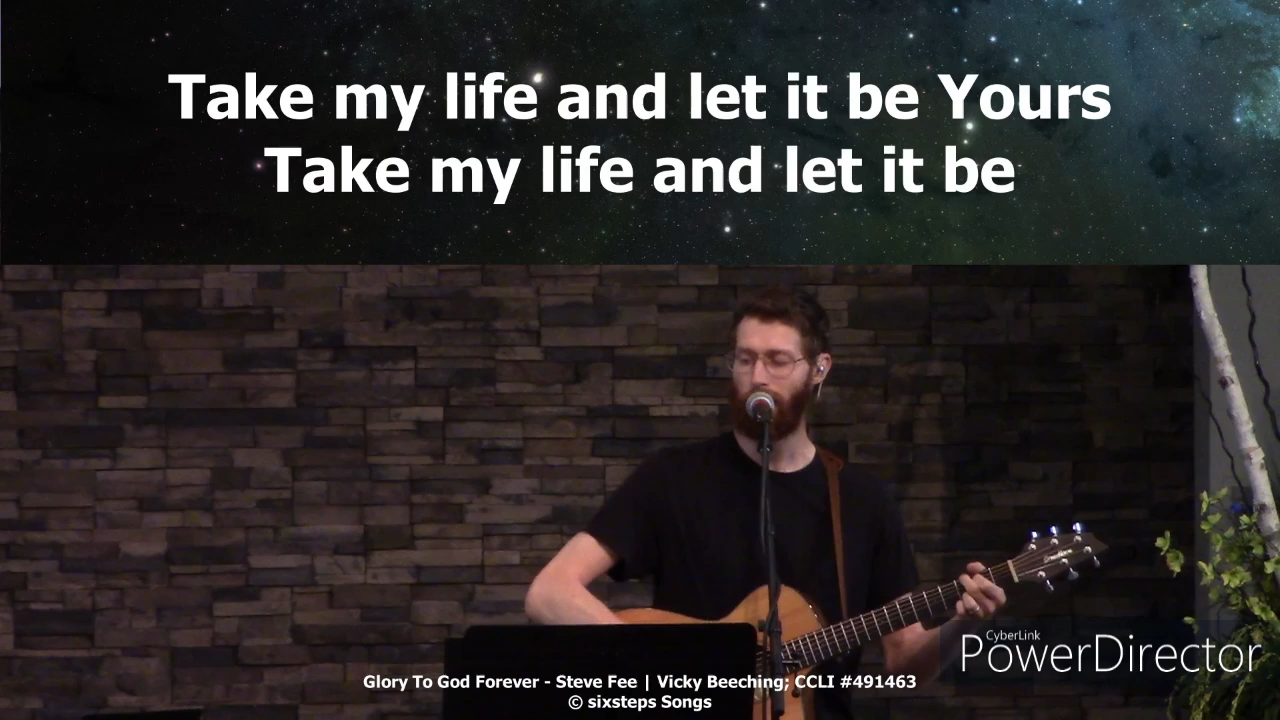 Take my life and let it be Yours
Take my life and let it be
CyberLink
PowerDirector
Glory To God Forever - Steve Fee | Vicky Beeching; CCLI #491463
© sixsteps Songs